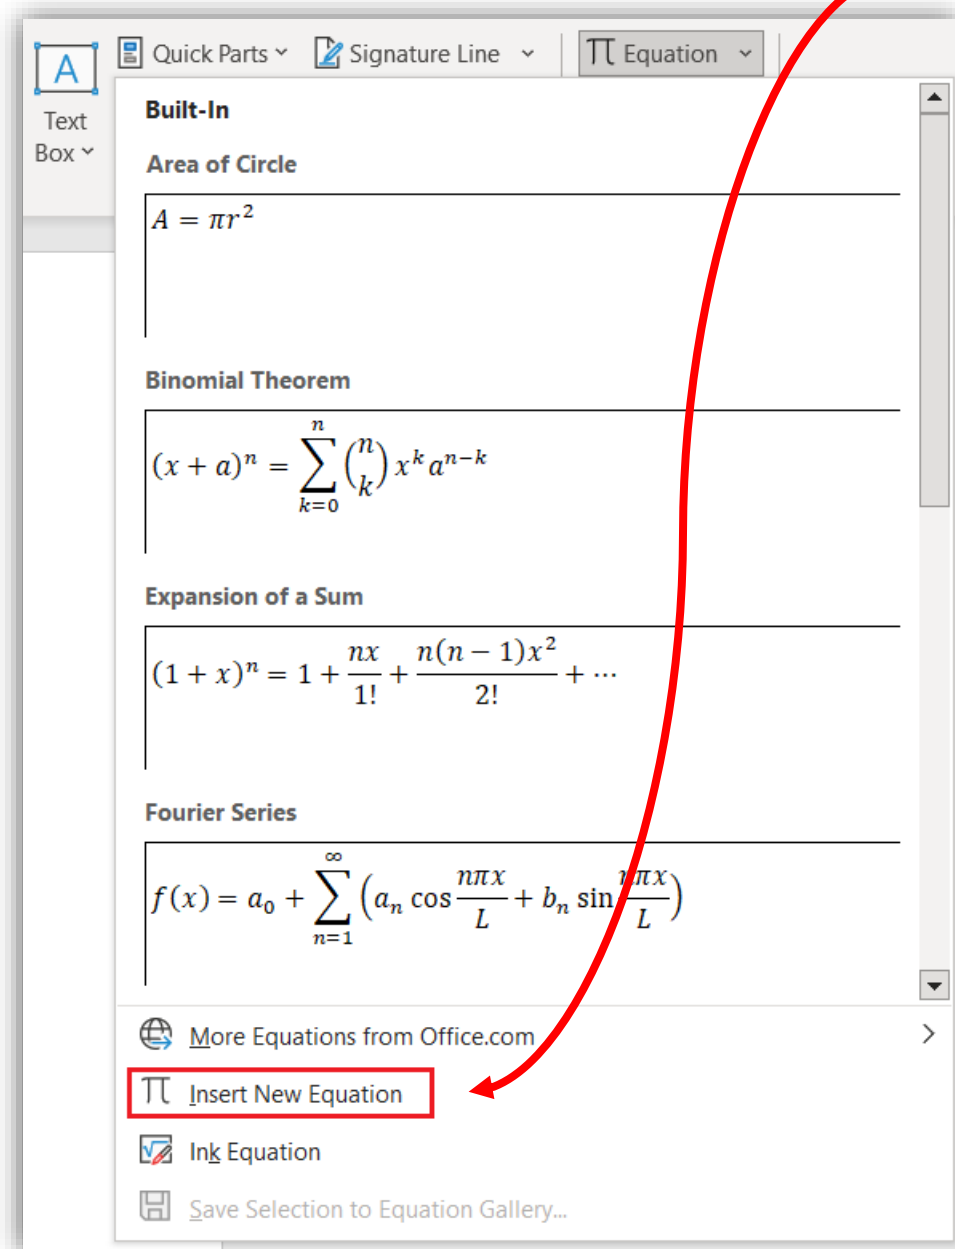 Quick Parts Signature Line π Equation
A
Text
Box
Built-In
Area of Circle
A = πr²
Binomial Theorem
(x + a)ⁿ = ∑ₖ₌₀ⁿ (n k) xᵏaⁿ⁻ᵏ
Expansion of a Sum
(1 + x)ⁿ = 1 + nx/1! + n(n − 1)x²/2! + ⋯
Fourier Series
f(x) = a₀ + ∑ₙ₌₁^∞ (aₙ cos nπx/L + bₙ sin nπx/L)
More Equations from Office.com
π Insert New Equation
Ink Equation
Save Selection to Equation Gallery...